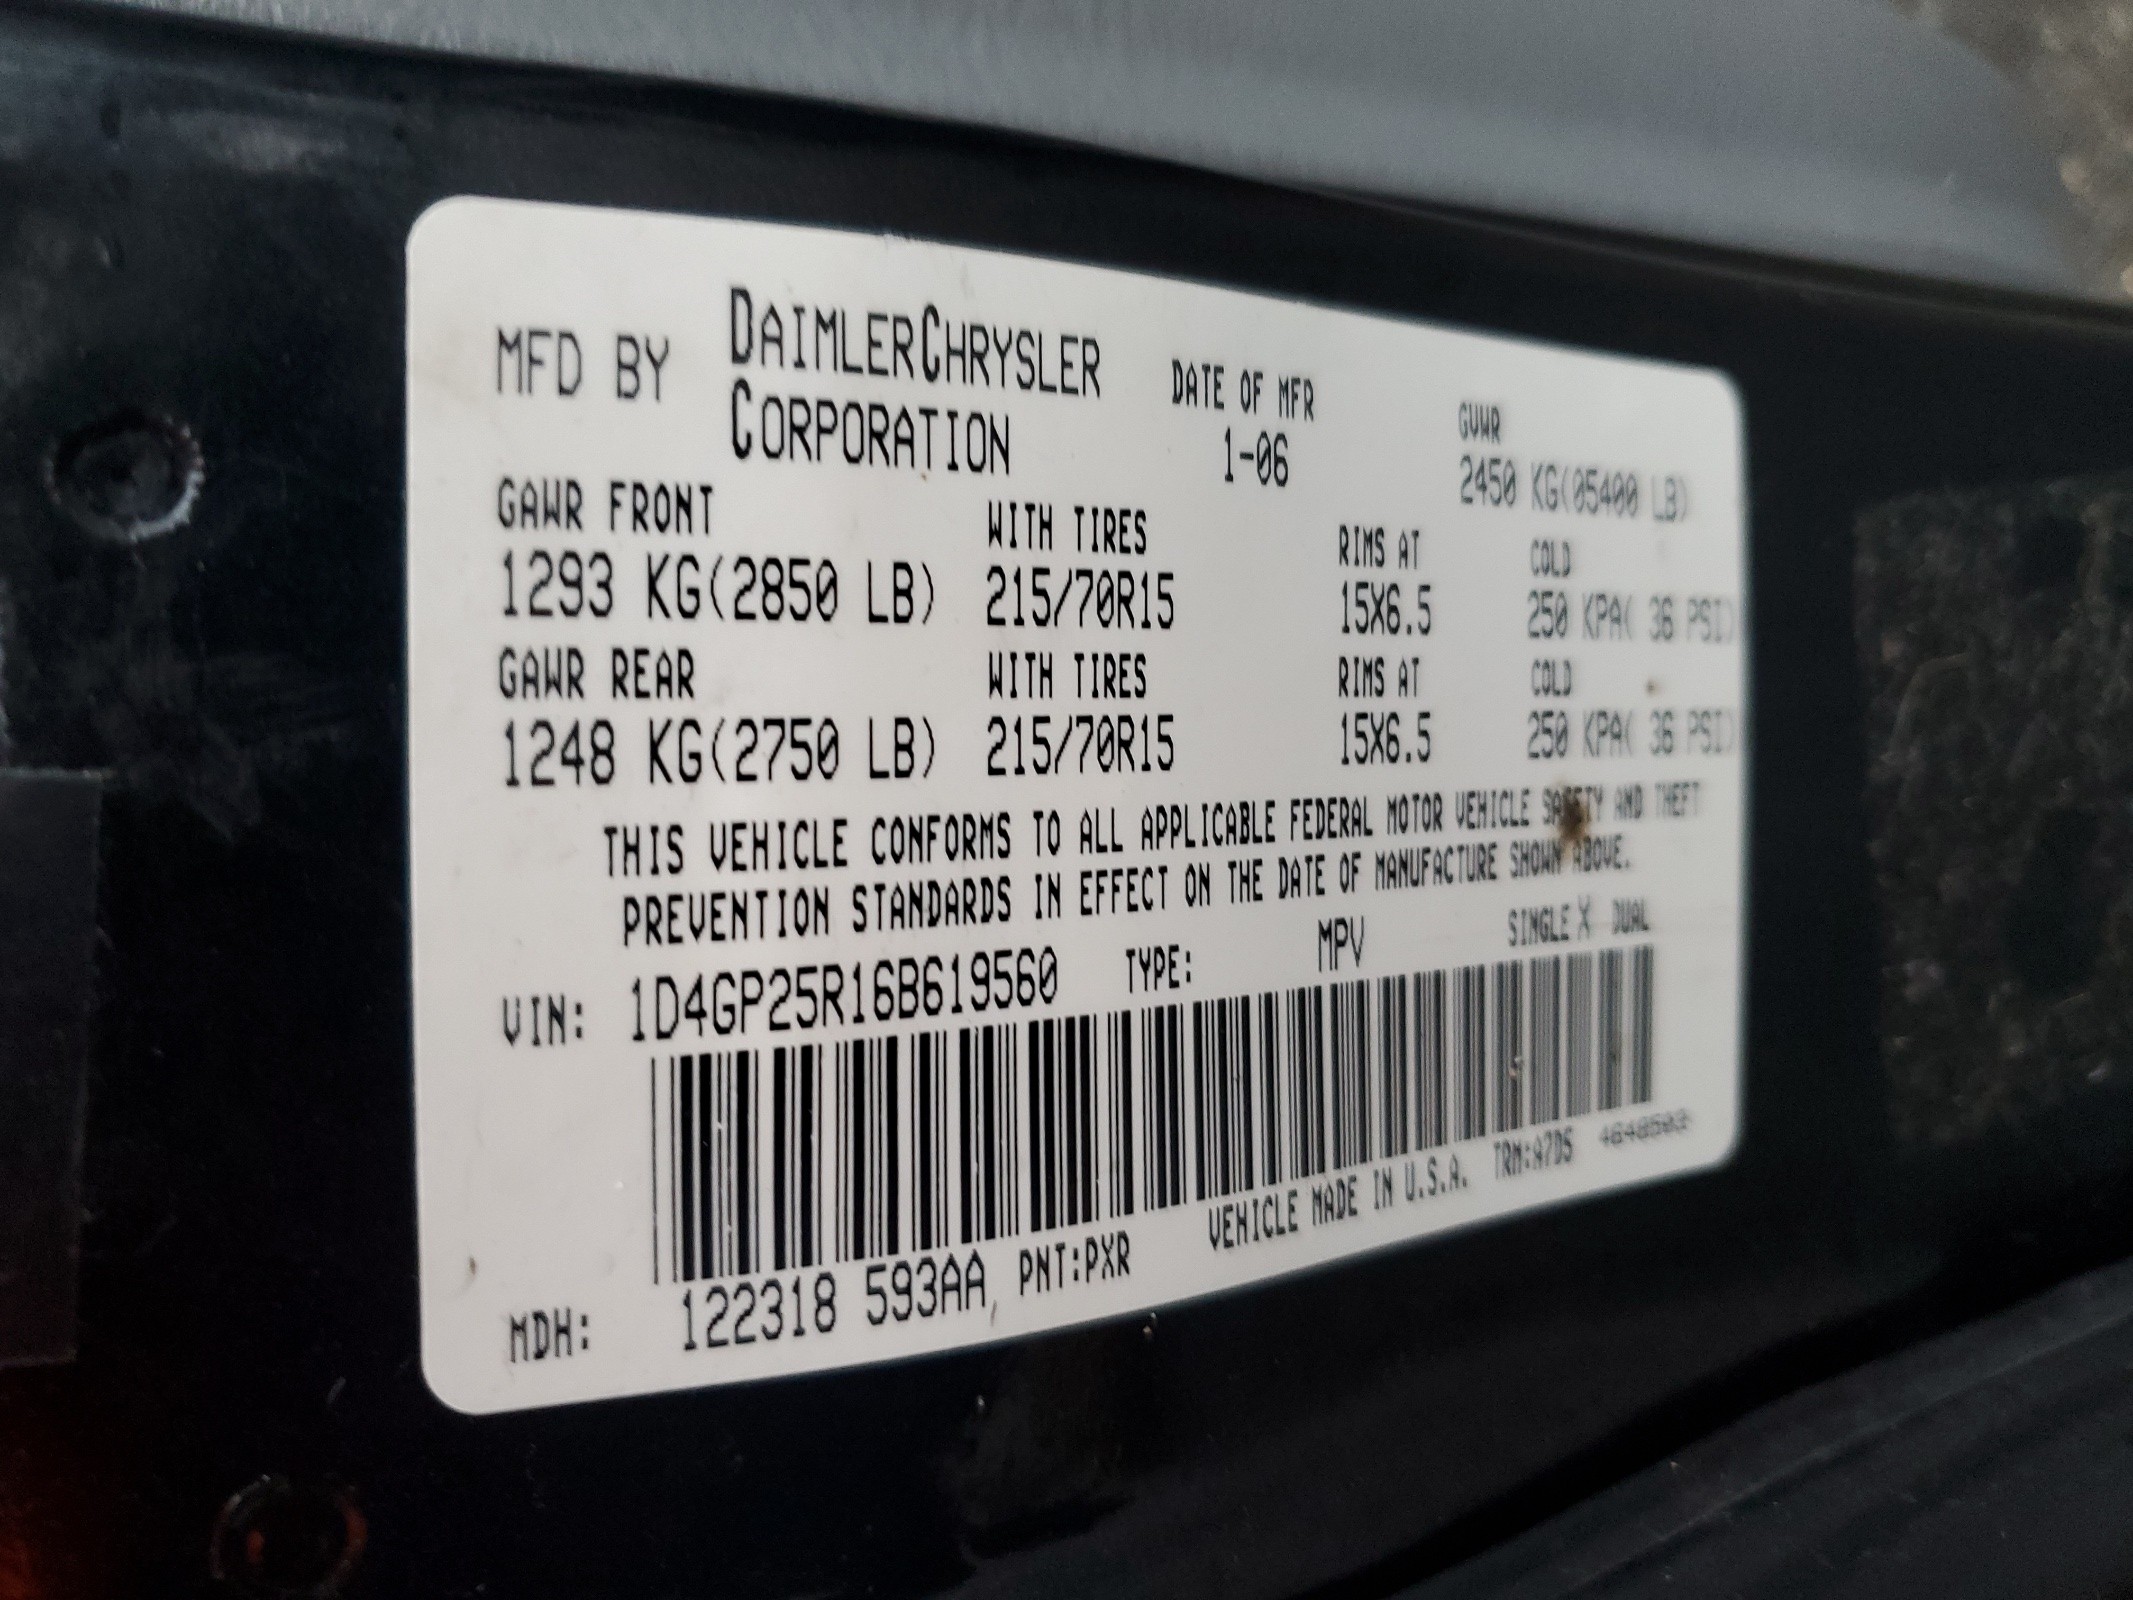 MFD BY DAIMLERCHRYSLER CORPORATION
DATE OF MFR
1-06
GVWR
2450 KG(05400 LB)
GAWR FRONT WITH TIRES RIMS AT COLD
1293 KG(2850 LB) 215/70R15 15X6.5 250 KPA( 36 PSI)
GAWR REAR WITH TIRES RIMS AT COLD
1248 KG(2750 LB) 215/70R15 15X6.5 250 KPA( 36 PSI)
THIS VEHICLE CONFORMS TO ALL APPLICABLE FEDERAL MOTOR VEHICLE SAFETY AND THEFT
PREVENTION STANDARDS IN EFFECT ON THE DATE OF MANUFACTURE SHOWN ABOVE.
VIN: 1D4GP25R16B619560 TYPE: MPV SINGLE X DUAL
MDH: 122318 593AA PNT:PXR VEHICLE MADE IN U.S.A. TRM:A7D5